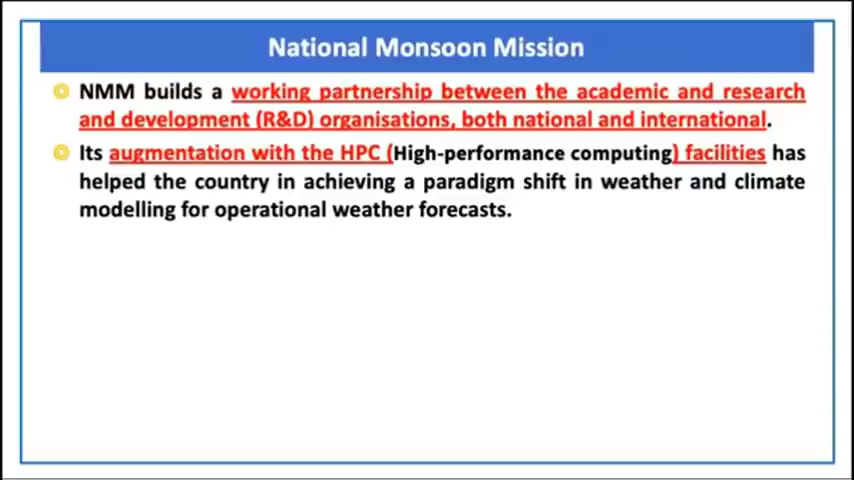 National Monsoon Mission
NMM builds a working partnership between the academic and research
and development (R&D) organisations, both national and international.
Its augmentation with the HPC (High-performance computing) facilities has
helped the country in achieving a paradigm shift in weather and climate
modelling for operational weather forecasts.